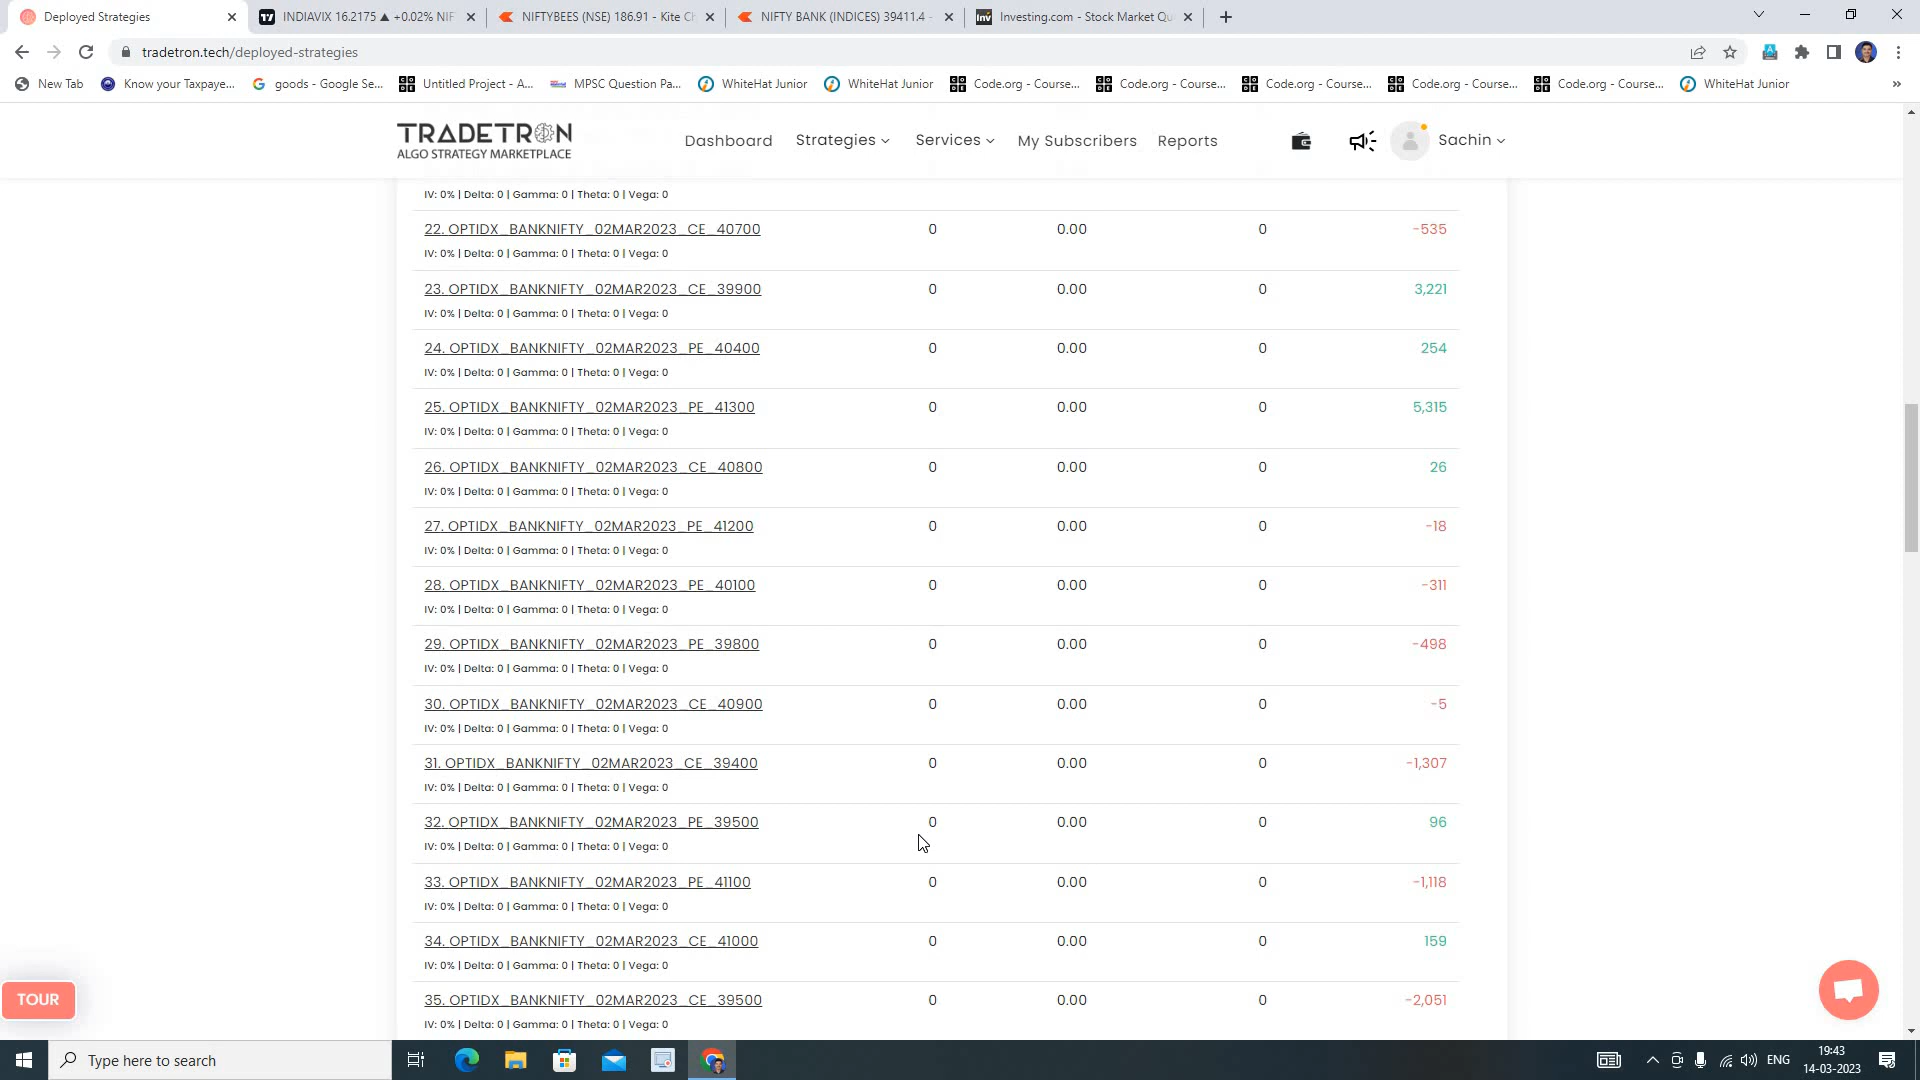 Deployed Strategies
INDIAVIX 16.2175 ▲ +0.02% NIF
NIFTYBEES (NSE) 186.91 - Kite Ch
NIFTY BANK (INDICES) 39411.4 -
Inv
Investing.com - Stock Market Qu
tradetron.tech/deployed-strategies
New Tab
Know your Taxpaye...
goods - Google Se...
Untitled Project - A...
MPSC Question Pa...
WhiteHat Junior
WhiteHat Junior
Code.org - Course...
Code.org - Course...
Code.org - Course...
Code.org - Course...
Code.org - Course...
WhiteHat Junior
»
TRADETRON
ALGO STRATEGY MARKETPLACE
Dashboard
Strategies
Services
My Subscribers
Reports
Sachin
IV: 0% | Delta: 0 | Gamma: 0 | Theta: 0 | Vega: 0
22. OPTIDX_BANKNIFTY_02MAR2023_CE_40700 0 0.00 0 -535
IV: 0% | Delta: 0 | Gamma: 0 | Theta: 0 | Vega: 0
23. OPTIDX_BANKNIFTY_02MAR2023_CE_39900 0 0.00 0 3,221
IV: 0% | Delta: 0 | Gamma: 0 | Theta: 0 | Vega: 0
24. OPTIDX_BANKNIFTY_02MAR2023_PE_40400 0 0.00 0 254
IV: 0% | Delta: 0 | Gamma: 0 | Theta: 0 | Vega: 0
25. OPTIDX_BANKNIFTY_02MAR2023_PE_41300 0 0.00 0 5,315
IV: 0% | Delta: 0 | Gamma: 0 | Theta: 0 | Vega: 0
26. OPTIDX_BANKNIFTY_02MAR2023_CE_40800 0 0.00 0 26
IV: 0% | Delta: 0 | Gamma: 0 | Theta: 0 | Vega: 0
27. OPTIDX_BANKNIFTY_02MAR2023_PE_41200 0 0.00 0 -18
IV: 0% | Delta: 0 | Gamma: 0 | Theta: 0 | Vega: 0
28. OPTIDX_BANKNIFTY_02MAR2023_PE_40100 0 0.00 0 -311
IV: 0% | Delta: 0 | Gamma: 0 | Theta: 0 | Vega: 0
29. OPTIDX_BANKNIFTY_02MAR2023_PE_39800 0 0.00 0 -498
IV: 0% | Delta: 0 | Gamma: 0 | Theta: 0 | Vega: 0
30. OPTIDX_BANKNIFTY_02MAR2023_CE_40900 0 0.00 0 -5
IV: 0% | Delta: 0 | Gamma: 0 | Theta: 0 | Vega: 0
31. OPTIDX_BANKNIFTY_02MAR2023_CE_39400 0 0.00 0 -1,307
IV: 0% | Delta: 0 | Gamma: 0 | Theta: 0 | Vega: 0
32. OPTIDX_BANKNIFTY_02MAR2023_PE_39500 0 0.00 0 96
IV: 0% | Delta: 0 | Gamma: 0 | Theta: 0 | Vega: 0
33. OPTIDX_BANKNIFTY_02MAR2023_PE_41100 0 0.00 0 -1,118
IV: 0% | Delta: 0 | Gamma: 0 | Theta: 0 | Vega: 0
34. OPTIDX_BANKNIFTY_02MAR2023_CE_41000 0 0.00 0 159
IV: 0% | Delta: 0 | Gamma: 0 | Theta: 0 | Vega: 0
35. OPTIDX_BANKNIFTY_02MAR2023_CE_39500 0 0.00 0 -2,051
IV: 0% | Delta: 0 | Gamma: 0 | Theta: 0 | Vega: 0
TOUR
Type here to search
ENG
19:43
14-03-2023